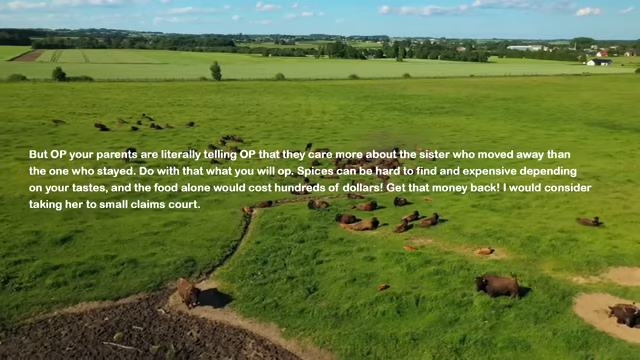 But OP your parents are literally telling OP that they care more about the sister who moved away than
the one who stayed. Do with that what you will op. Spices can be hard to find and expensive depending
on your tastes, and the food alone would cost hundreds of dollars! Get that money back! I would consider
taking her to small claims court.